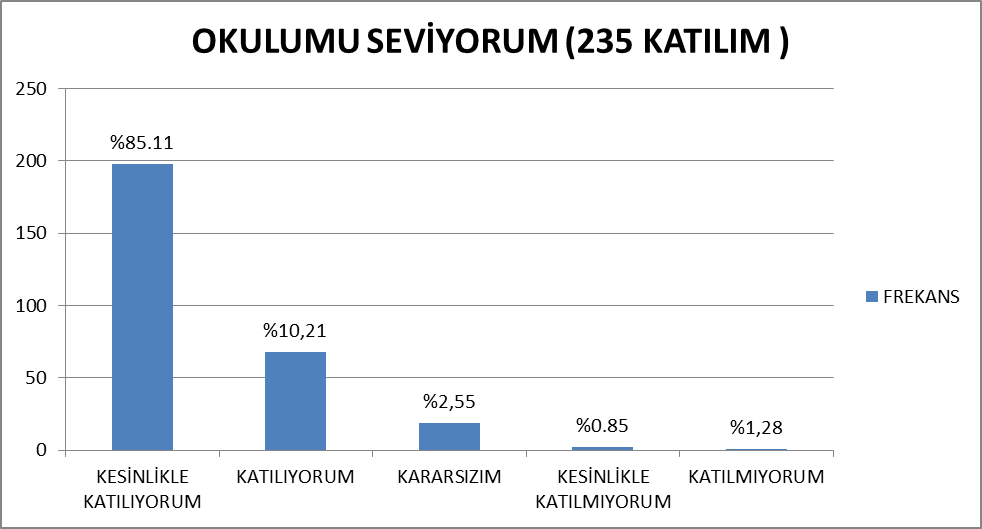 OKULUMU SEVİYORUM (235 KATILIM )
250
200
150
100
50
0
%85.11
%10,21
%2,55
%0.85
%1,28
KESİNLİKLE
KATILIYORUM
KATILIYORUM
KARARSIZIM
KESİNLİKLE
KATILMIYORUM
KATILMIYORUM
FREKANS